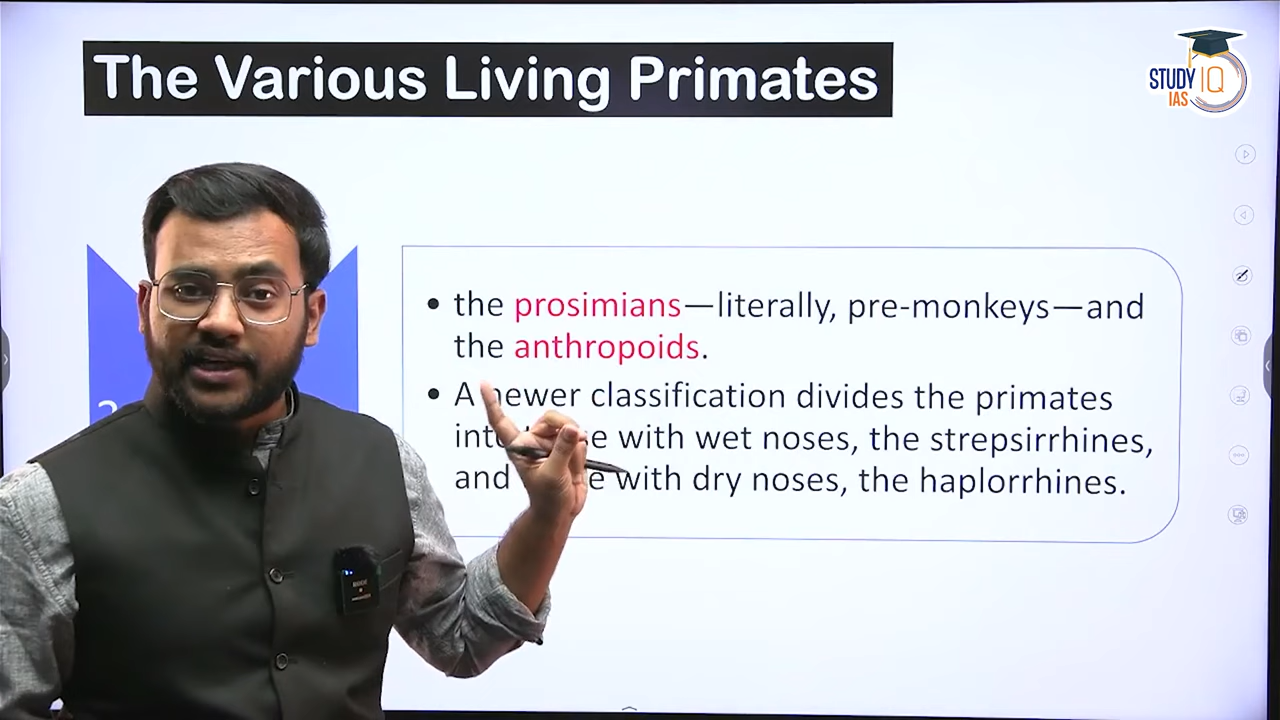 The Various Living Primates
STUDY IQ
IAS
2
• the prosimians—literally, pre-monkeys—and
the anthropoids.
• A newer classification divides the primates
with wet noses, the strepsirrhines,
and with dry noses, the haplorrhines.